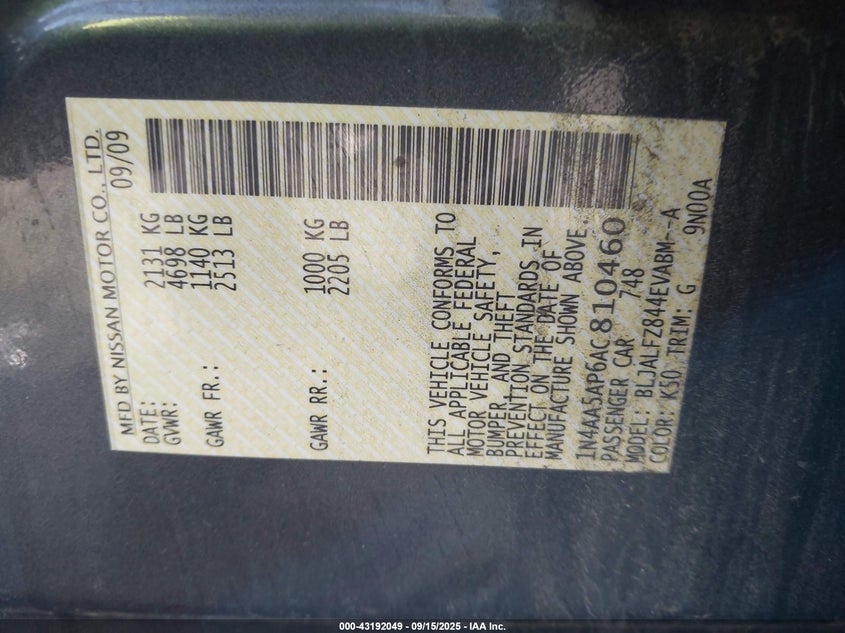 MFD BY NISSAN MOTOR CO., LTD.
DATE: 09/09
GVWR: 2131 KG
4698 LB
GAWR FR.: 1140 KG
2513 LB
GAWR RR.: 1000 KG
2205 LB
THIS VEHICLE CONFORMS TO
ALL APPLICABLE FEDERAL
MOTOR VEHICLE SAFETY,
BUMPER, AND THEFT
PREVENTION STANDARDS IN
EFFECT ON THE DATE OF
MANUFACTURE SHOWN ABOVE.
1N4AA5AP6AC810460
PASSENGER CAR 748
MODEL: BLJALFZ844EVABM--A
COLOR: K50 TRIM: G 9N00A
000-43192049 - 09/15/2025 - IAA Inc.